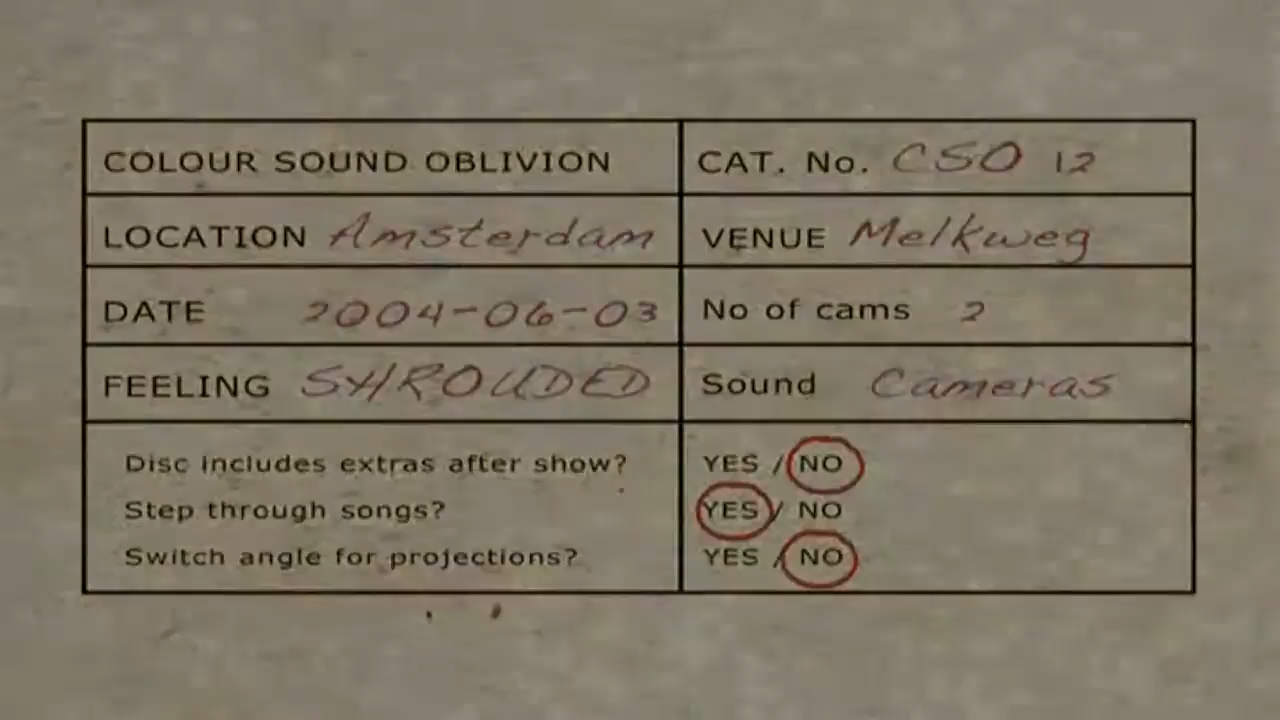 COLOUR SOUND OBLIVION CAT. No. CSO 12
LOCATION Amsterdam VENUE Melkweg
DATE 2004-06-03 No of cams 2
FEELING SHROUDED Sound Cameras
Disc includes extras after show? YES / NO
Step through songs? YES / NO
Switch angle for projections? YES / NO